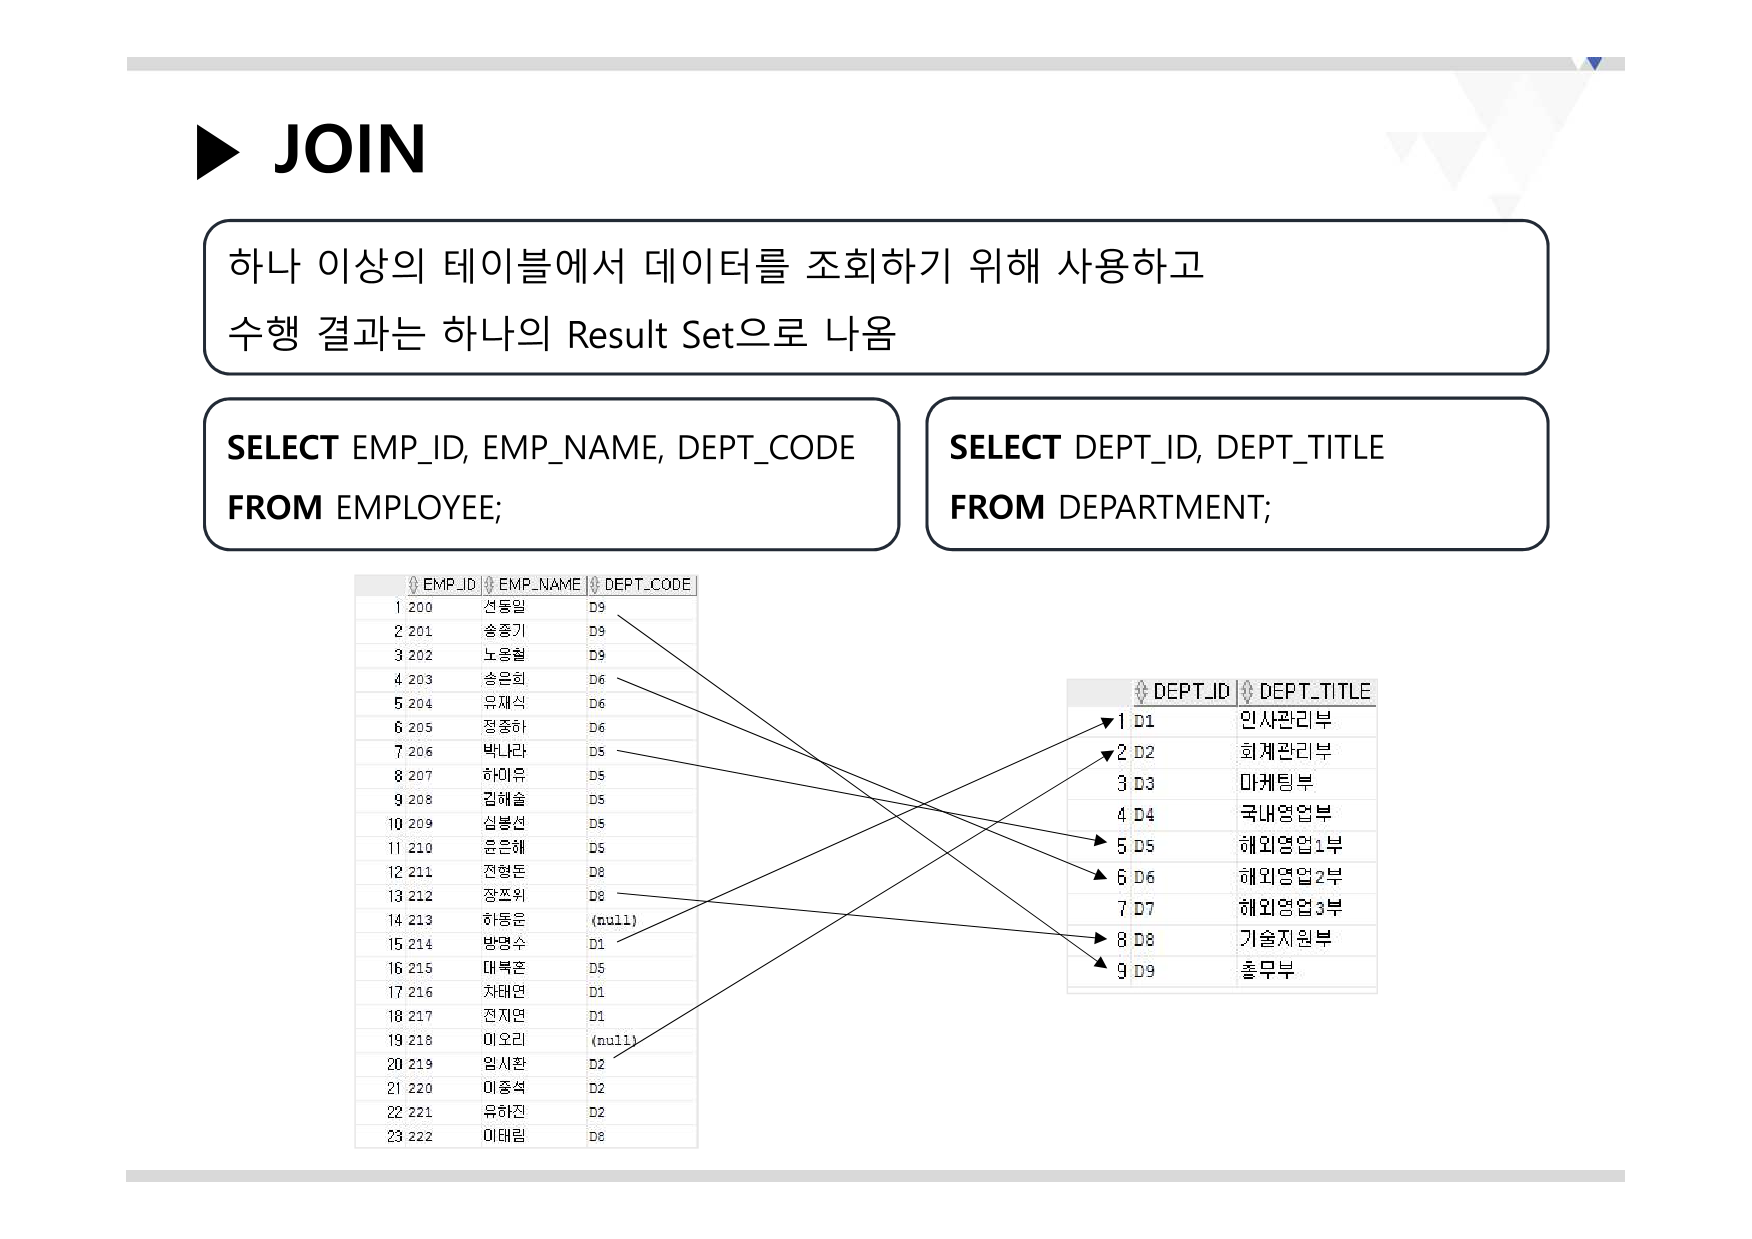 JOIN
하나 이상의 테이블에서 데이터를 조회하기 위해 사용하고
수행 결과는 하나의 Result Set으로 나옴
SELECT EMP_ID, EMP_NAME, DEPT_CODE
FROM EMPLOYEE;
SELECT DEPT_ID, DEPT_TITLE
FROM DEPARTMENT;
EMP_ID EMP_NAME DEPT_CODE
1 200 선동일 D9
2 201 송종기 D9
3 202 노옹철 D9
4 203 송은희 D6
5 204 유재식 D6
6 205 정중하 D6
7 206 박나라 D5
8 207 하이유 D5
9 208 김해술 D5
10 209 심봉선 D5
11 210 윤은해 D5
12 211 전형돈 D8
13 212 장쯔위 D8
14 213 하동운 (null)
15 214 방명수 D1
16 215 대북혼 D5
17 216 차태연 D1
18 217 전지연 D1
19 218 이오리 (null)
20 219 임시환 D2
21 220 이중석 D2
22 221 유하진 D2
23 222 이태림 D8
DEPT_ID DEPT_TITLE
1 D1 인사관리부
2 D2 회계관리부
3 D3 마케팅부
4 D4 국내영업부
5 D5 해외영업1부
6 D6 해외영업2부
7 D7 해외영업3부
8 D8 기술지원부
9 D9 총무부